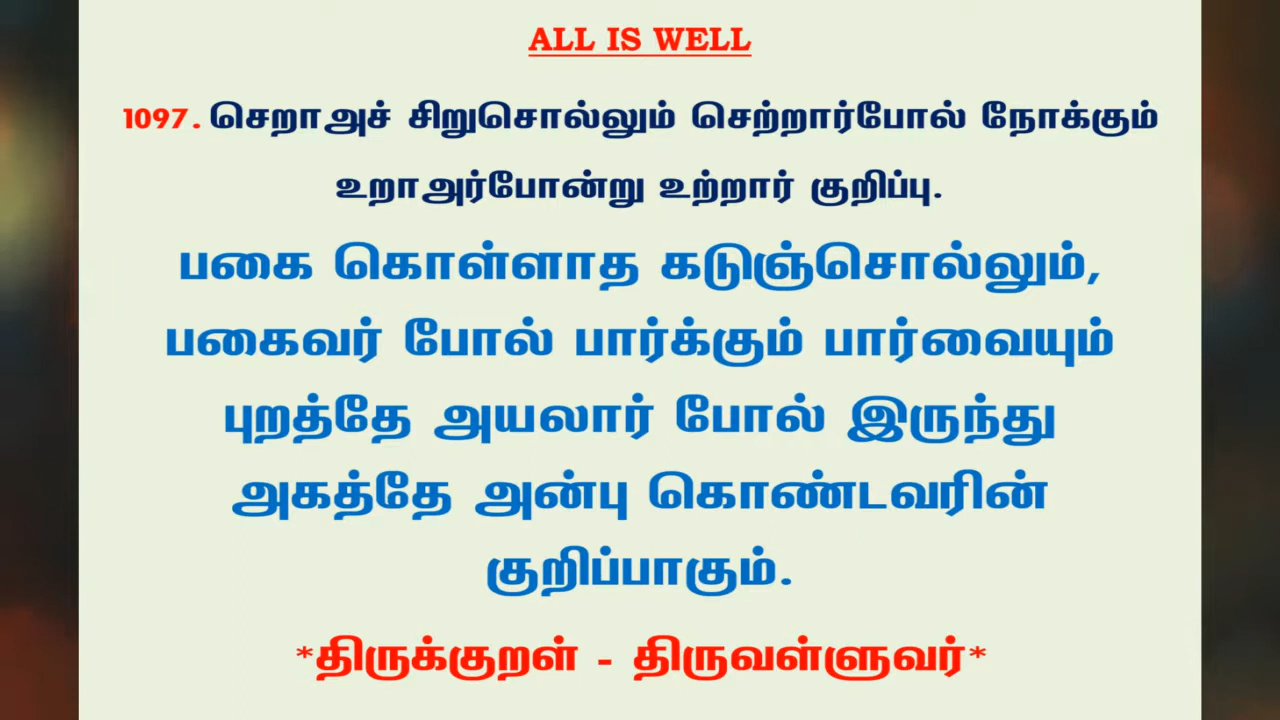 ALL IS WELL
1097. செறாஅச் சிறுசொல்லும் செற்றார்போல் நோக்கும்
உறாஅர்போன்று உற்றார் குறிப்பு.
பகை கொள்ளாத கடுஞ்சொல்லும்,
பகைவர் போல் பார்க்கும் பார்வையும்
புறத்தே அயலார் போல் இருந்து
அகத்தே அன்பு கொண்டவரின்
குறிப்பாகும்.
*திருக்குறள் - திருவள்ளுவர்*